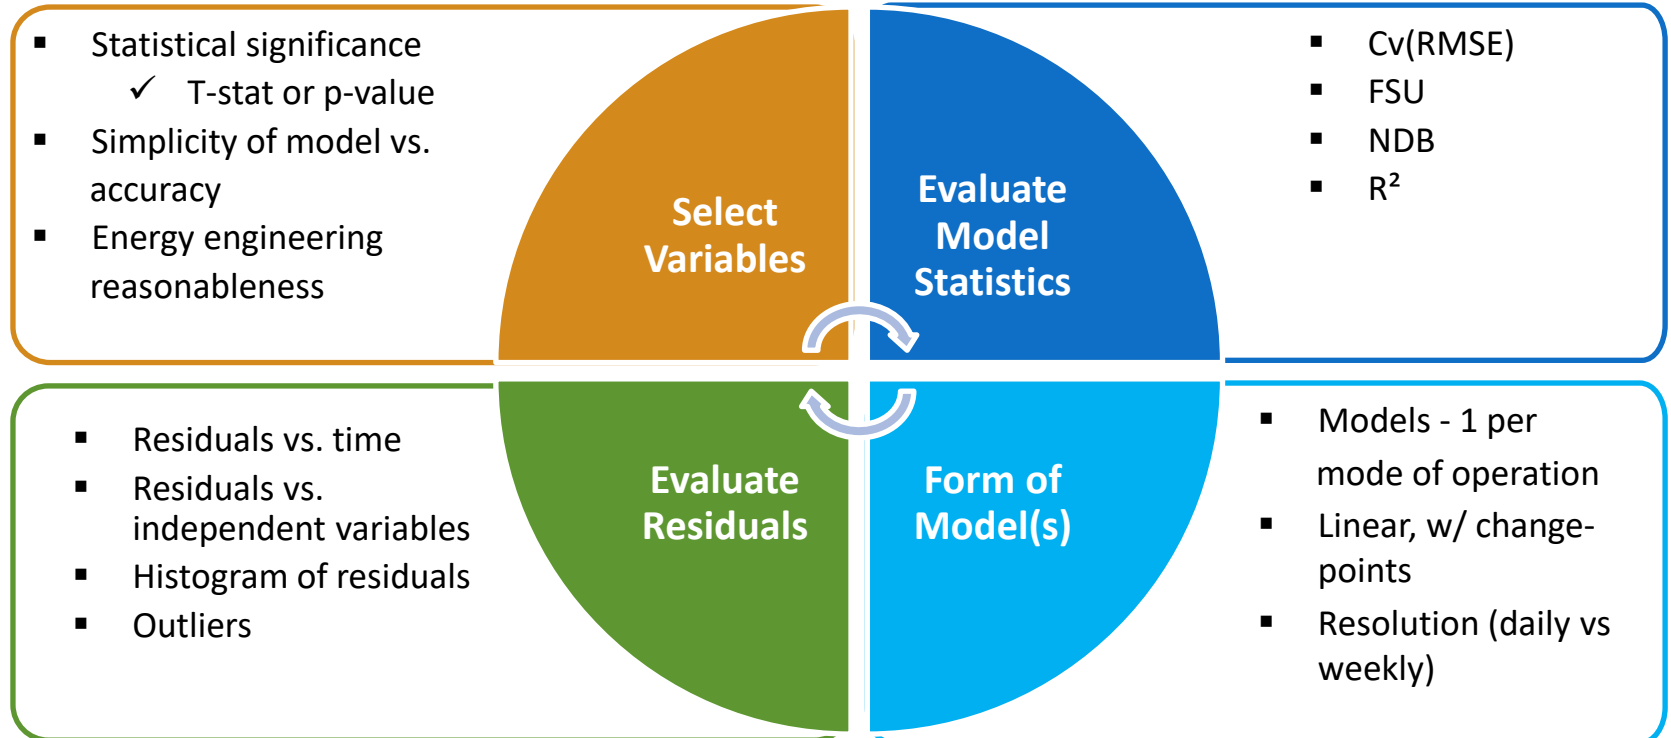 ▪ Statistical significance
✓ T-stat or p-value
▪ Simplicity of model vs.
accuracy
▪ Energy engineering
reasonableness
Select
Variables
Evaluate
Model
Statistics
▪ Cv(RMSE)
▪ FSU
▪ NDB
▪ R²
▪ Residuals vs. time
▪ Residuals vs.
independent variables
▪ Histogram of residuals
▪ Outliers
Evaluate
Residuals
Form of
Model(s)
▪ Models - 1 per
mode of operation
▪ Linear, w/ change-
points
▪ Resolution (daily vs
weekly)